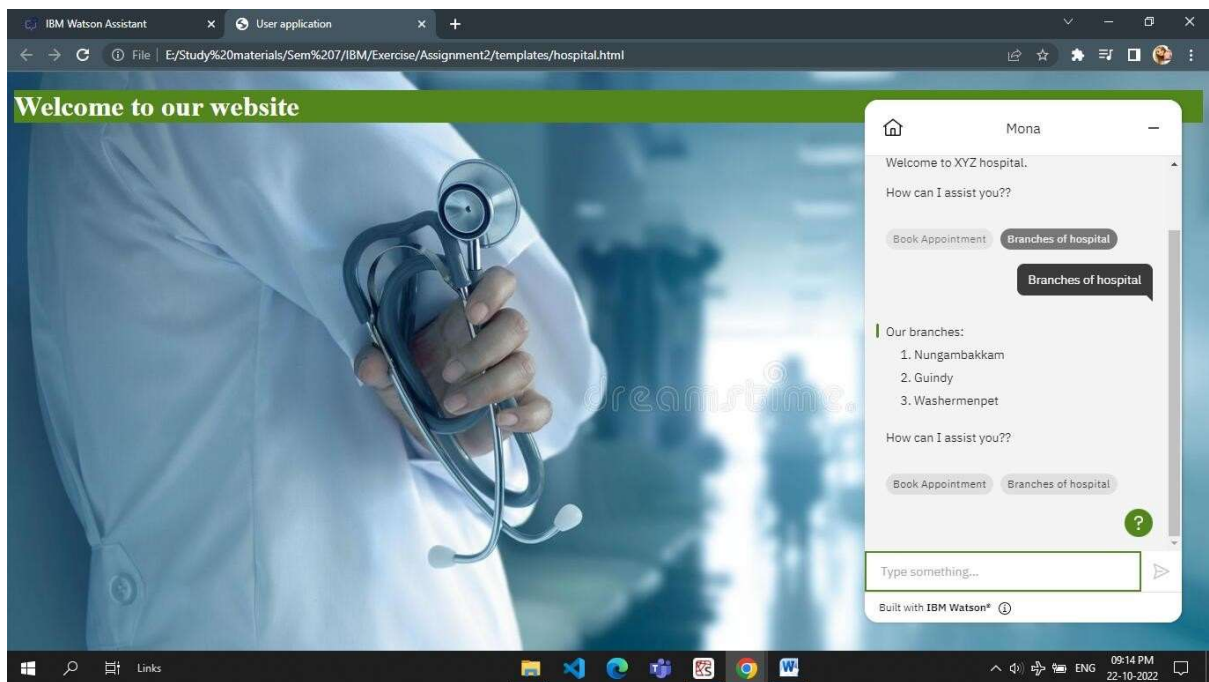 IBM Watson Assistant
User application
File | E:/Study%20materials/Sem%207/IBM/Exercise/Assignment2/templates/hospital.html
Welcome to our website
Mona
Welcome to XYZ hospital.
How can I assist you??
Book Appointment Branches of hospital
Branches of hospital
Our branches:
1. Nungambakkam
2. Guindy
3. Washermenpet
How can I assist you??
Book Appointment Branches of hospital
?
dreamstime.
Type something...
Built with IBM Watson®
Links
ENG
09:14 PM
22-10-2022